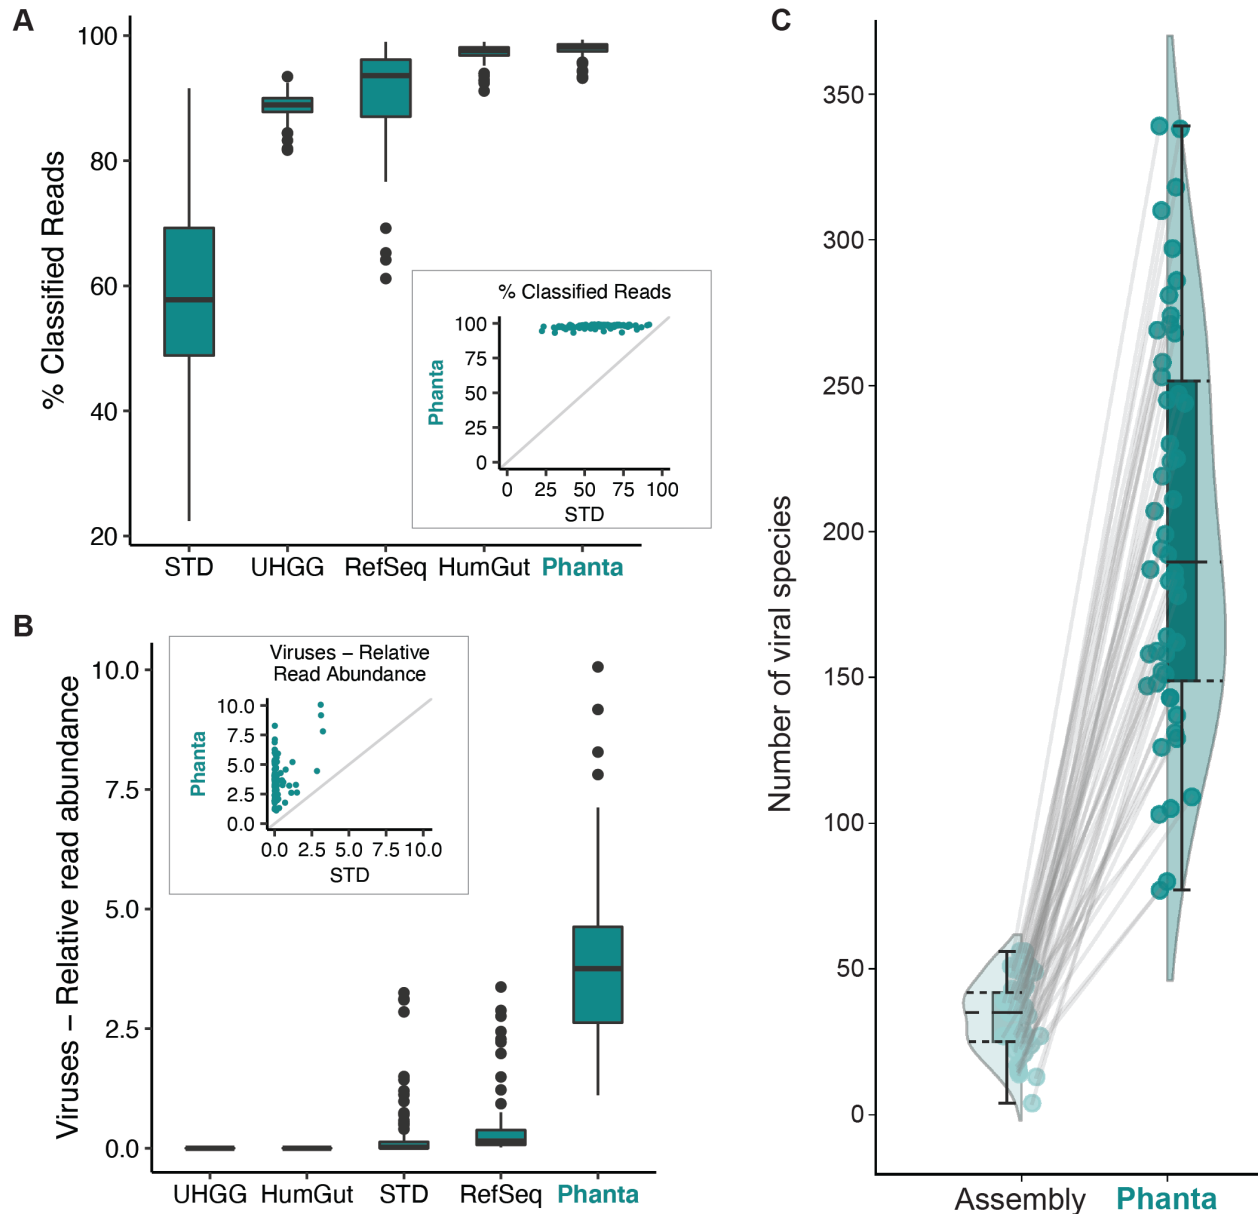 A
% Classified Reads
100
80
60
40
20
STD UHGG RefSeq HumGut Phanta
% Classified Reads
Phanta
100
75
50
25
0
0 25 50 75 100
STD
B
Viruses – Relative read abundance
10.0
7.5
5.0
2.5
0.0
UHGG HumGut STD RefSeq Phanta
Viruses – Relative
Read Abundance
Phanta
10.0
7.5
5.0
2.5
0.0
0.0 2.5 5.0 7.5 10.0
STD
C
Number of viral species
350
300
250
200
150
100
50
0
Assembly Phanta